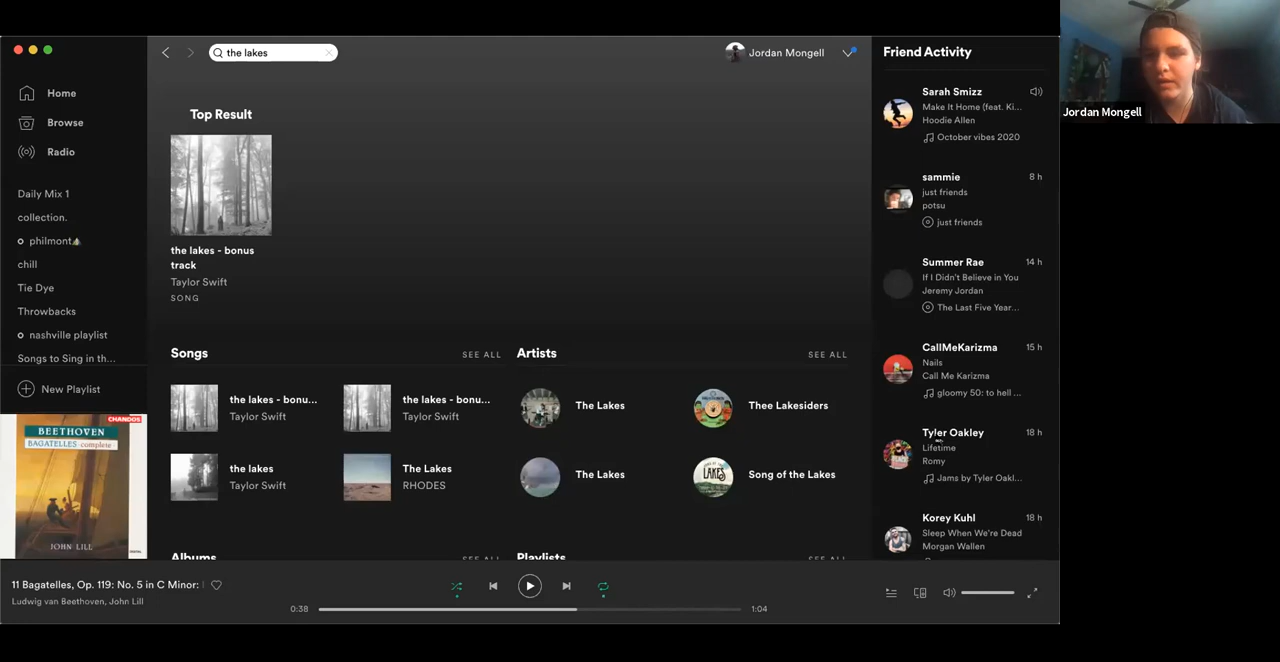 the lakes
Jordan Mongell
Home
Browse
Radio
Daily Mix 1
collection.
philmont
chill
Tie Dye
Throwbacks
nashville playlist
Songs to Sing in th...
New Playlist
CHANDOS
BEETHOVEN
BAGATELLES complete
JOHN LILL
Top Result
the lakes - bonus
track
Taylor Swift
SONG
Songs
SEE ALL
the lakes - bonu...
Taylor Swift
the lakes - bonu...
Taylor Swift
the lakes
Taylor Swift
The Lakes
RHODES
Artists
SEE ALL
The Lakes
Thee Lakesiders
The Lakes
LAKES
Song of the Lakes
Albums
SEE ALL
Playlists
SEE ALL
Friend Activity
Sarah Smizz
Make It Home (feat. Ki...
Hoodie Allen
October vibes 2020
sammie
8 h
just friends
potsu
just friends
Summer Rae
14 h
If I Didn't Believe in You
Jeremy Jordan
The Last Five Year...
CallMeKarizma
15 h
Nails
Call Me Karizma
gloomy 50: to hell ...
Tyler Oakley
18 h
Lifetime
Romy
Jams by Tyler Oakl...
Korey Kuhl
18 h
Sleep When We're Dead
Morgan Wallen
11 Bagatelles, Op. 119: No. 5 in C Minor:
Ludwig van Beethoven, John Lill
0:38
1:04
Jordan Mongell